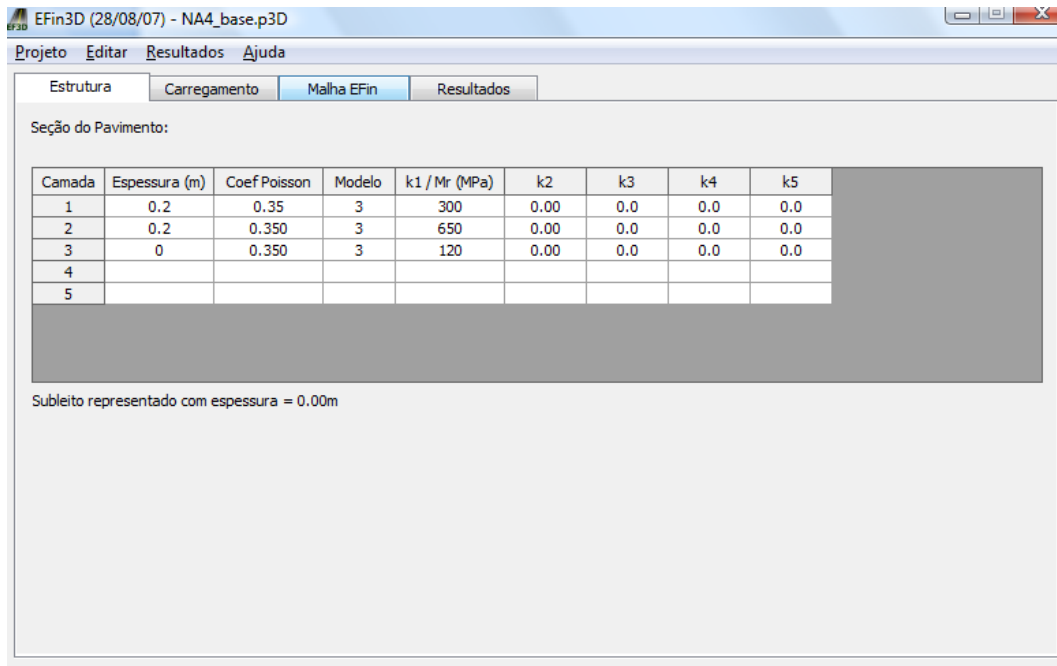 EF3D EFin3D (28/08/07) - NA4_base.p3D
Projeto Editar Resultados Ajuda
Estrutura Carregamento Malha EFin Resultados
Seção do Pavimento:
Camada Espessura (m) Coef Poisson Modelo k1 / Mr (MPa) k2 k3 k4 k5
1 0.2 0.35 3 300 0.00 0.0 0.0 0.0
2 0.2 0.350 3 650 0.00 0.0 0.0 0.0
3 0 0.350 3 120 0.00 0.0 0.0 0.0
4
5
Subleito representado com espessura = 0.00m